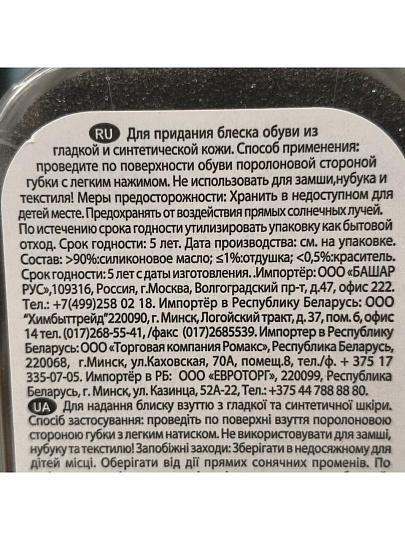 RU Для придания блеска обуви из
гладкой и синтетической кожи. Способ применения:
проведите по поверхности обуви поролоновой стороной
губки с легким нажимом. Не использовать для замши,нубука и
текстиля! Меры предосторожности: Хранить в недоступном для
детей месте. Предохранять от воздействия прямых солнечных лучей.
По истечению срока годности утилизировать упаковку как бытовой
отход. Срок годности: 5 лет. Дата производства: см. на упаковке.
Состав: >90%:силиконовое масло; ≤1%:отдушка; <0,5%:краситель.
Срок годности: 5 лет с даты изготовления. .Импортёр: ООО «БАШАР
РУС»,109316, Россия, г.Москва, Волгоградский пр-т,47, офис 222.
Тел.: +7(499)258 02 18. Импортёр в Республику Беларусь: ООО
"Химбыттрейд"220090, г. Минск, Логойский тракт, д.37, пом.6, офис
14 тел. (017)268-55-41, /факс (017)2685539. Импортер в Республику
Беларусь: ООО «Торговая компания Ромакс», Республика Беларусь,
220068, г.Минск, ул.Каховская, 70А, помещ.8, тел./ф. + 375 17
335-07-05. Импортер в РБ: ООО «ЕВРОТОРГ», 220099, Республика
Беларусь, г. Минск, ул. Казинца, 52А-22, Тел.:+375 44 788 88 80.
UA Для надання блиску взуттю з гладкої та синтетичної шкіри.
Спосіб застосування: проведіть по поверхні взуття поролоновою
стороною губки з легким натиском. Не використовувати для замші,
нубуку та текстилю! Запобіжні заходи: Зберігати в недосяжному для
дітей місці. Оберігати від дії прямих сонячних променів. По